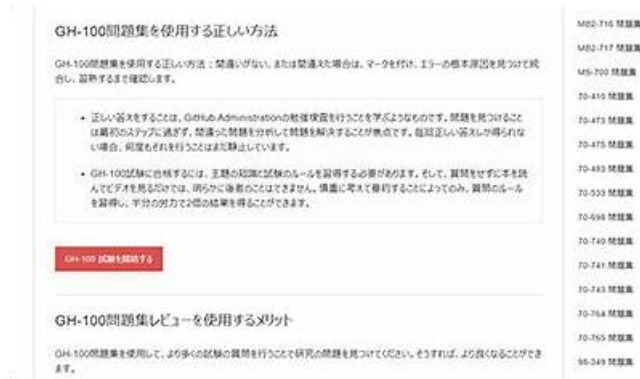 GH-100問題集を使用する正しい方法
GH-100問題集を使用する正しい方法：間違いがない、または間違えた場合は、マークを付け、エラーの根本原因を見つけて統
合し、習熟するまで確認します。
正しい答えをすることは、GitHub Administrationの勉強検査を行うことを学ぶようなものです。問題を見つけること
は最初のステップに過ぎず、間違った問題を分析して問題を解決することが焦点です。毎回正しい答えしか得られな
い場合、何度もそれを行うことはまだ静止しています。
GH-100試験に合格するには、主題の知識と試験のルールを習得する必要があります。そして、質問をせずに本を読
んでビデオを見るだけでは、明らかに後者のことはできません。慎重に考えて要約することによってのみ、質問のルール
を習得し、半分の労力で2倍の結果を得ることができます。
GH-100 試験を開始する
GH-100問題集レビューを使用するメリット
GH-100問題集を使用して、より多くの試験の質問を行うことで研究の問題を見つけてください。そうすれば、より良くなることができ
ます。
MB2-716 問題集
MB2-717 問題集
MS-700 問題集
70-410 問題集
70-473 問題集
70-475 問題集
70-483 問題集
70-539 問題集
70-698 問題集
70-740 問題集
70-741 問題集
70-743 問題集
70-764 問題集
70-765 問題集
98-349 問題集